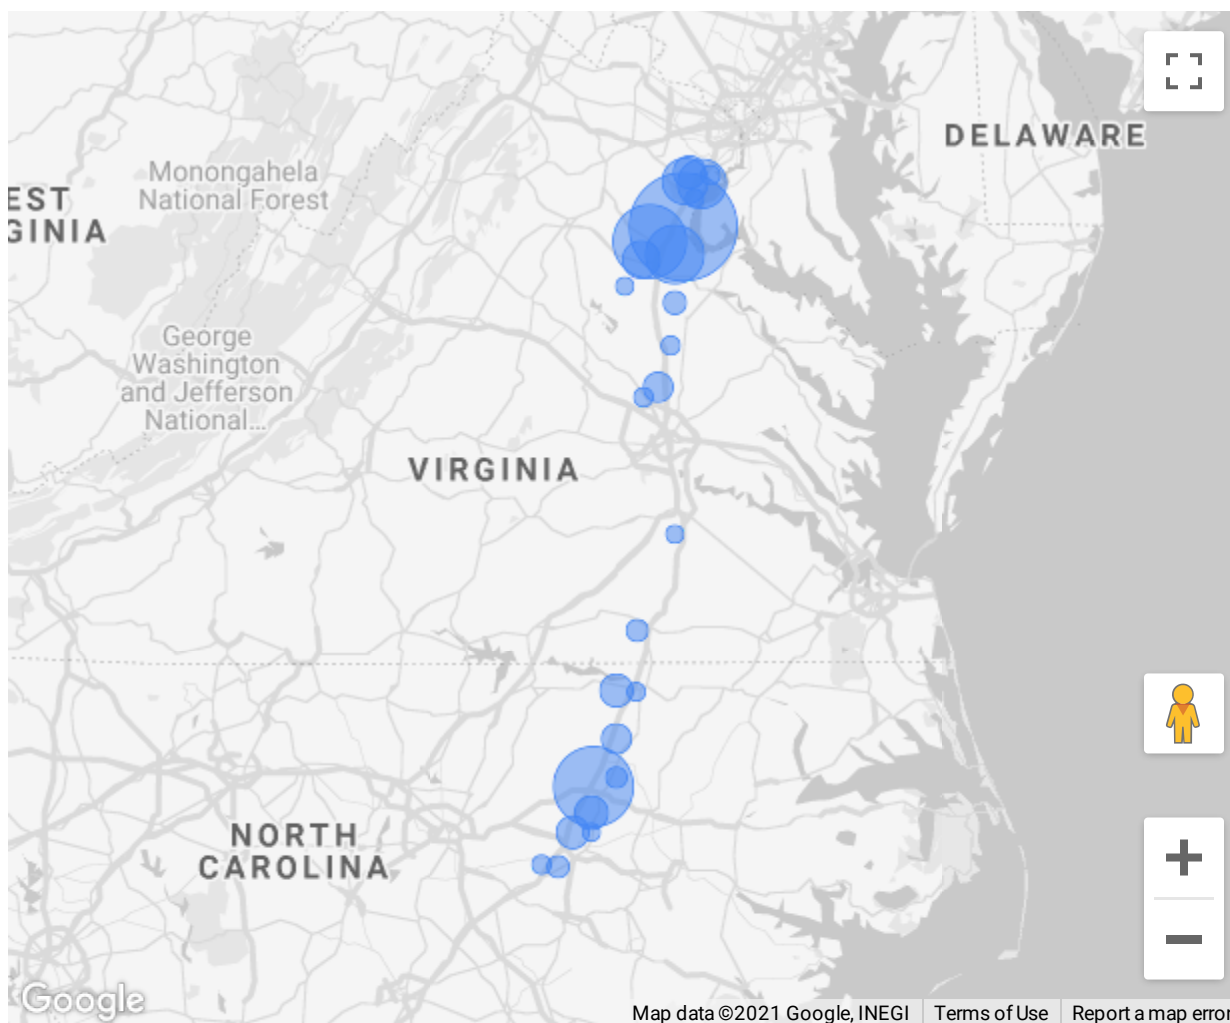 DELAWARE
Monongahela
National Forest
EST
GINIA
George
Washington
and Jefferson
National...
VIRGINIA
NORTH
CAROLINA
Google
Map data ©2021 Google, INEGI
Terms of Use
Report a map error